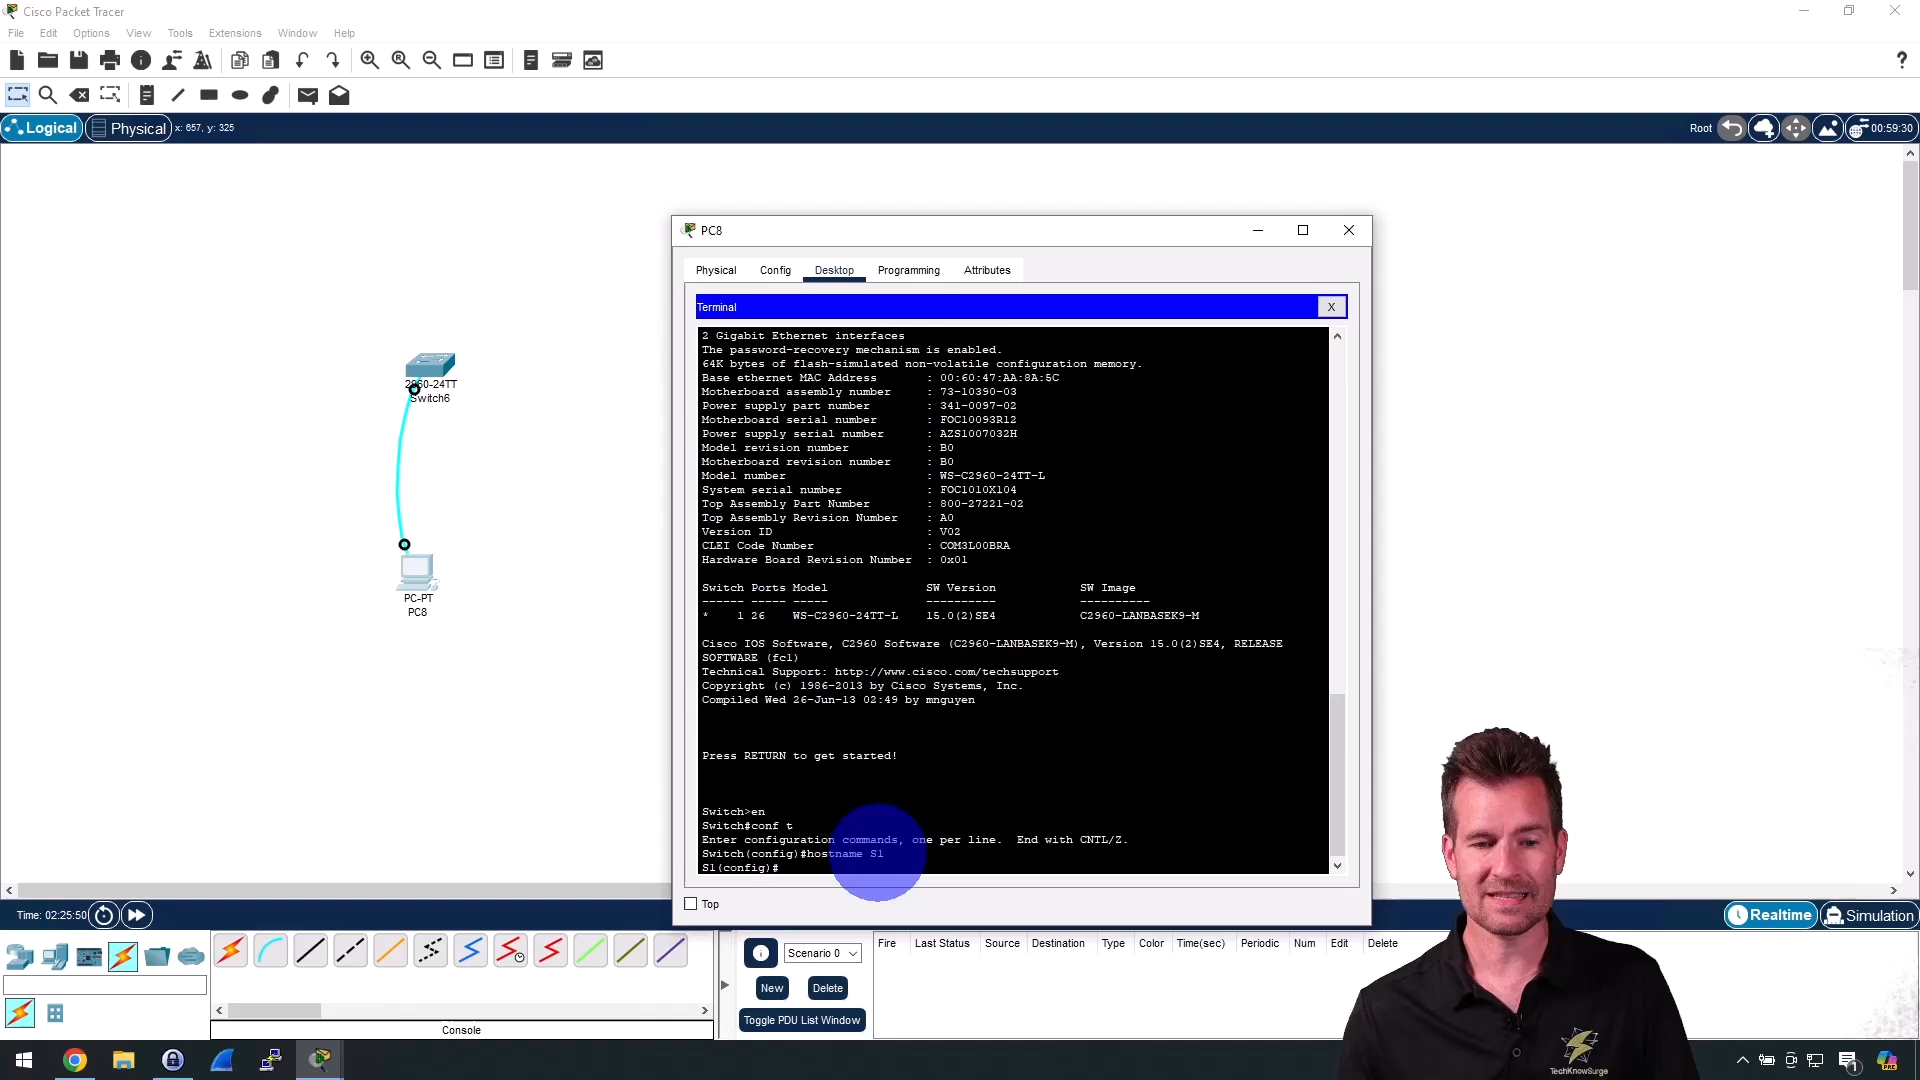 Cisco Packet Tracer
File Edit Options View Tools Extensions Window Help
?
Logical Physical x: 657, y: 325 Root 00:59:30
PC8
Physical Config Desktop Programming Attributes
Terminal X
2 Gigabit Ethernet interfaces
The password-recovery mechanism is enabled.
64K bytes of flash-simulated non-volatile configuration memory.
Base ethernet MAC Address : 00:60:47:AA:8A:5C
Motherboard assembly number : 73-10390-03
Power supply part number : 341-0097-02
Motherboard serial number : FOC10093R12
Power supply serial number : AZS1007032H
Model revision number : B0
Motherboard revision number : B0
Model number : WS-C2960-24TT-L
System serial number : FOC1010X104
Top Assembly Part Number : 800-27221-02
Top Assembly Revision Number : A0
Version ID : V02
CLEI Code Number : COM3L00BRA
Hardware Board Revision Number : 0x01
Switch Ports Model SW Version SW Image
------ ----- ----- ---------- ----------
* 1 26 WS-C2960-24TT-L 15.0(2)SE4 C2960-LANBASEK9-M
Cisco IOS Software, C2960 Software (C2960-LANBASEK9-M), Version 15.0(2)SE4, RELEASE
SOFTWARE (fc1)
Technical Support: http://www.cisco.com/techsupport
Copyright (c) 1986-2013 by Cisco Systems, Inc.
Compiled Wed 26-Jun-13 02:49 by mnguyen
Press RETURN to get started!
Switch>en
Switch#conf t
Enter configuration commands, one per line. End with CNTL/Z.
Switch(config)#hostname S1
S1(config)#
Top
2960-24TT
Switch6
PC-PT
PC8
Time: 02:25:50 Realtime Simulation
Scenario 0
New Delete
Toggle PDU List Window
Fire Last Status Source Destination Type Color Time(sec) Periodic Num Edit Delete
Console
TechKnowSurge
1
PRE